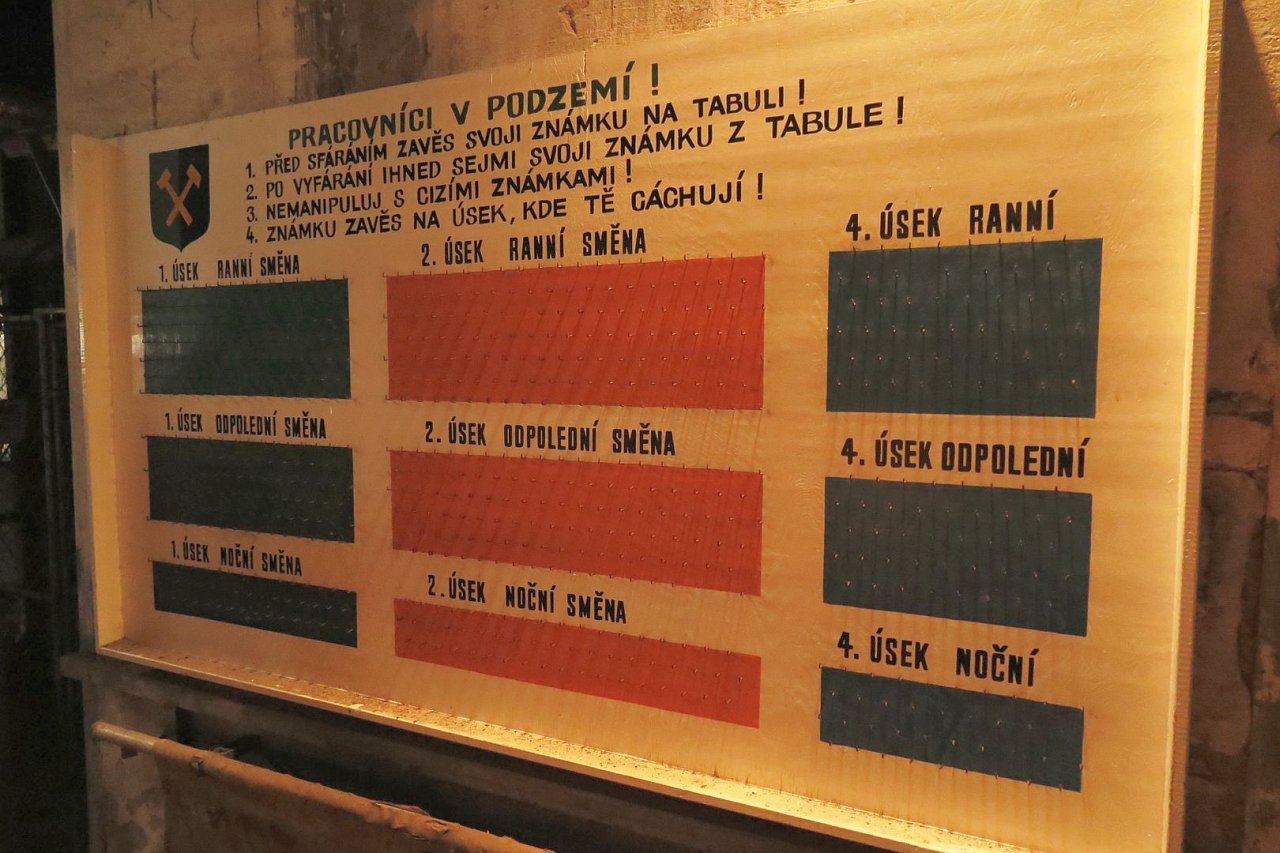 PRACOVNÍCI V PODZEMÍ !
1. PŘED SFÁRÁNÍM ZAVĚS SVOJI ZNÁMKU NA TABULI !
2. PO VYFÁRÁNÍ IHNED SEJMI SVOJI ZNÁMKU Z TABULE !
3. NEMANIPULUJ S CIZÍMI ZNÁMKAMI !
4. ZNÁMKU ZAVĚS NA ÚSEK, KDE TĚ CÁCHUJÍ !
1. ÚSEK RANNÍ SMĚNA
2. ÚSEK RANNÍ SMĚNA
4. ÚSEK RANNÍ
1. ÚSEK ODPOLEDNÍ SMĚNA
2. ÚSEK ODPOLEDNÍ SMĚNA
4. ÚSEK ODPOLEDNÍ
1. ÚSEK NOČNÍ SMĚNA
2. ÚSEK NOČNÍ SMĚNA
4. ÚSEK NOČNÍ